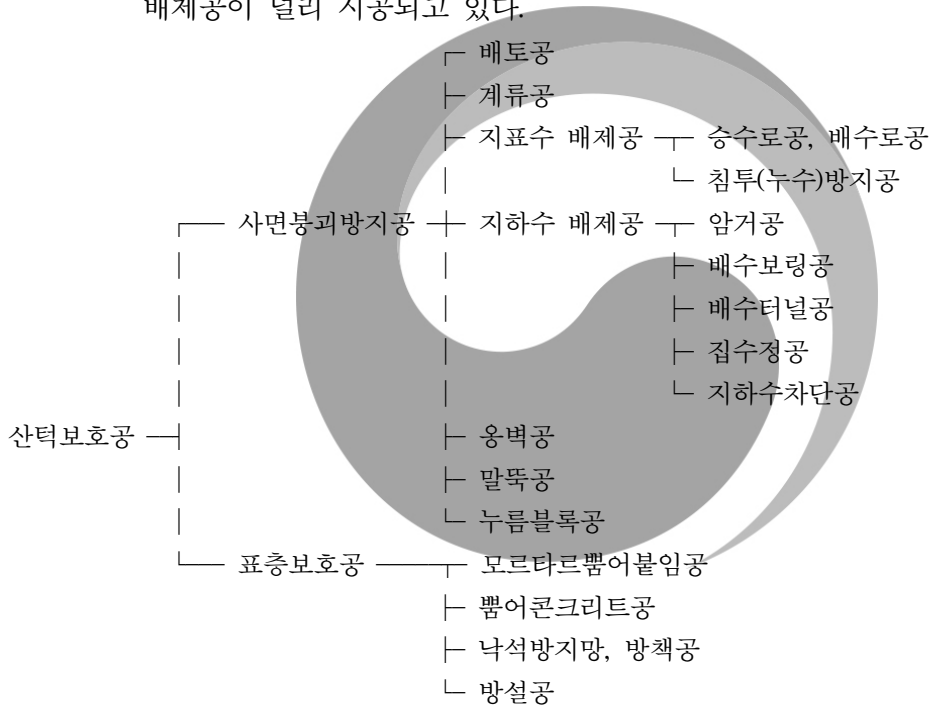 배제공이 널리 시공되고 있다.
┌─ 배토공
├─ 계류공
├─ 지표수 배제공 ─┬─ 승수로공, 배수로공
│ └─ 침투(누수)방지공
┌── 사면붕괴방지공 ─┼─ 지하수 배제공 ─┬─ 암거공
│ │ ├─ 배수보링공
│ │ ├─ 배수터널공
│ │ ├─ 집수정공
│ │ └─ 지하수차단공
산턱보호공 ─┤ ├─ 옹벽공
│ ├─ 말뚝공
│ └─ 누름블록공
└── 표층보호공 ───┬─ 모르타르뿜어붙임공
├─ 뿜어콘크리트공
├─ 낙석방지망, 방책공
└─ 방설공